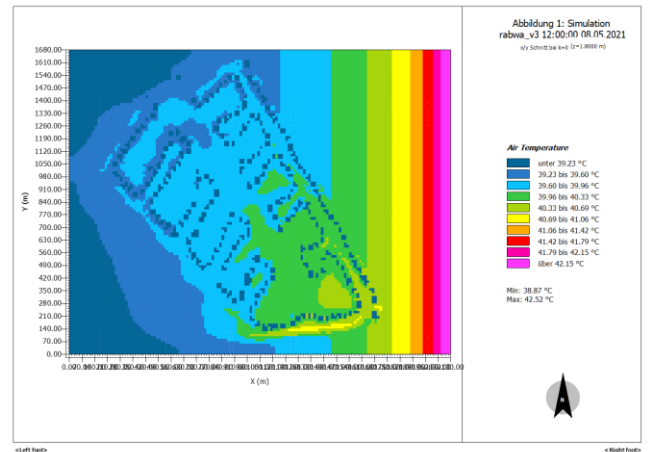 Abbildung 1: Simulation
rabwa_v3 12:00:00 08.05.2021
x/y Schnitt bei k=6 (z=1.8000 m)
Air Temperature
unter 39.23 °C
39.23 bis 39.60 °C
39.60 bis 39.96 °C
39.96 bis 40.33 °C
40.33 bis 40.69 °C
40.69 bis 41.06 °C
41.06 bis 41.42 °C
41.42 bis 41.79 °C
41.79 bis 42.15 °C
über 42.15 °C
Min: 38.87 °C
Max: 42.52 °C
Y (m)
1680.00
1610.00
1540.00
1470.00
1400.00
1330.00
1260.00
1190.00
1120.00
1050.00
980.00
910.00
840.00
770.00
700.00
630.00
560.00
490.00
420.00
350.00
280.00
210.00
140.00
70.00
0.00
X (m)
<Left foot>
<Right foot>